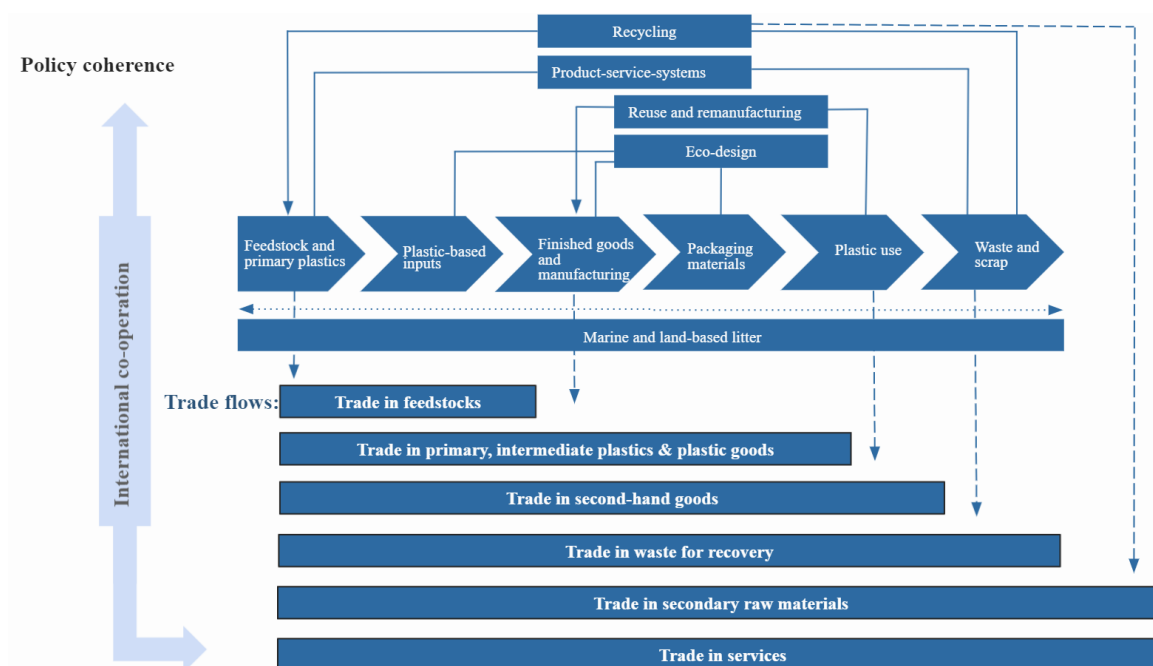 Recycling
Policy coherence
Product-service-systems
Reuse and remanufacturing
Eco-design
Feedstock and
primary plastics
Plastic-based
inputs
Finished goods
and
manufacturing
Packaging
materials
Plastic use
Waste and
scrap
International co-operation
Marine and land-based litter
Trade flows:
Trade in feedstocks
Trade in primary, intermediate plastics & plastic goods
Trade in second-hand goods
Trade in waste for recovery
Trade in secondary raw materials
Trade in services